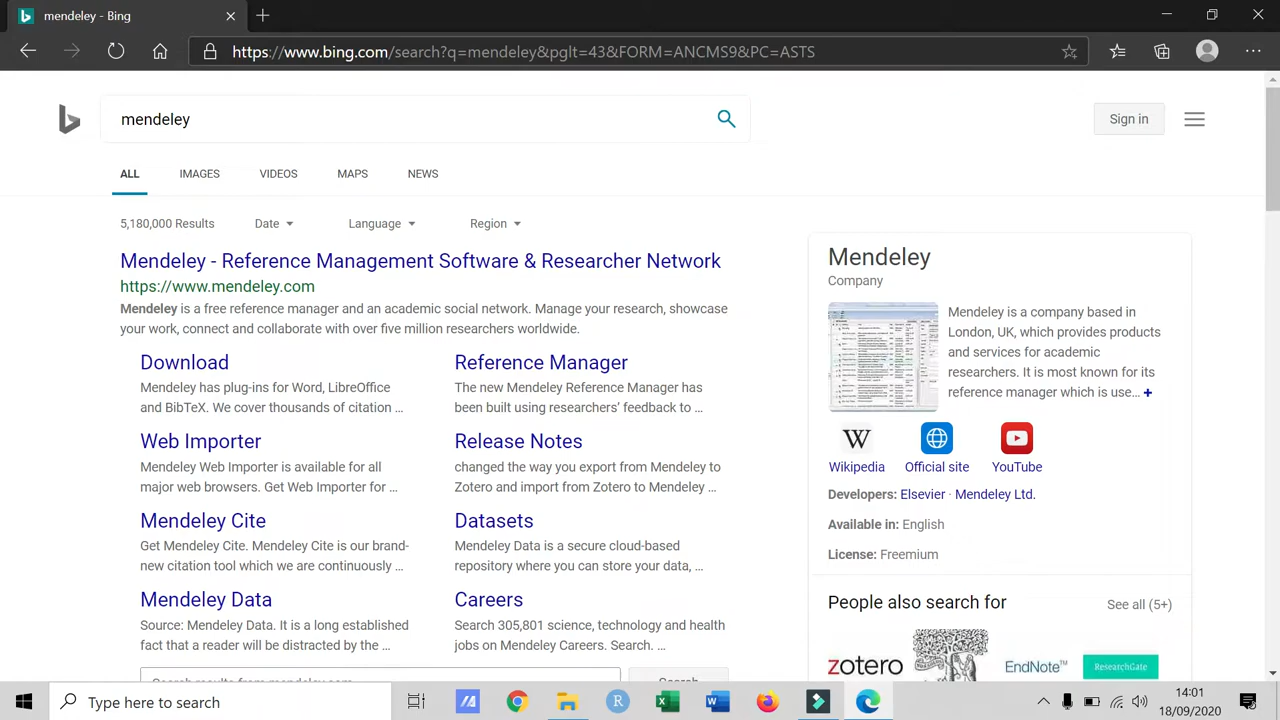 mendeley - Bing
https://www.bing.com/search?q=mendeley&pglt=43&FORM=ANCMS9&PC=ASTS
mendeley
Sign in
ALL IMAGES VIDEOS MAPS NEWS
5,180,000 Results Date Language Region
Mendeley - Reference Management Software & Researcher Network
https://www.mendeley.com
Mendeley is a free reference manager and an academic social network. Manage your research, showcase
your work, connect and collaborate with over five million researchers worldwide.
Download
Mendeley has plug-ins for Word, LibreOffice
and BibTeX. We cover thousands of citation ...
Reference Manager
The new Mendeley Reference Manager has
been built using researchers' feedback to ...
Web Importer
Mendeley Web Importer is available for all
major web browsers. Get Web Importer for ...
Release Notes
changed the way you export from Mendeley to
Zotero and import from Zotero to Mendeley ...
Mendeley Cite
Get Mendeley Cite. Mendeley Cite is our brand-
new citation tool which we are continuously ...
Datasets
Mendeley Data is a secure cloud-based
repository where you can store your data, ...
Mendeley Data
Source: Mendeley Data. It is a long established
fact that a reader will be distracted by the ...
Careers
Search 305,801 science, technology and health
jobs on Mendeley Careers. Search. ...
Search results from mendeley.com
Search
Mendeley
Company
Mendeley is a company based in
London, UK, which provides products
and services for academic
researchers. It is most known for its
reference manager which is use... +
W
Wikipedia Official site YouTube
Developers: Elsevier · Mendeley Ltd.
Available in: English
License: Freemium
People also search for See all (5+)
zotero EndNote™ ResearchGate
Type here to search
14:01
18/09/2020